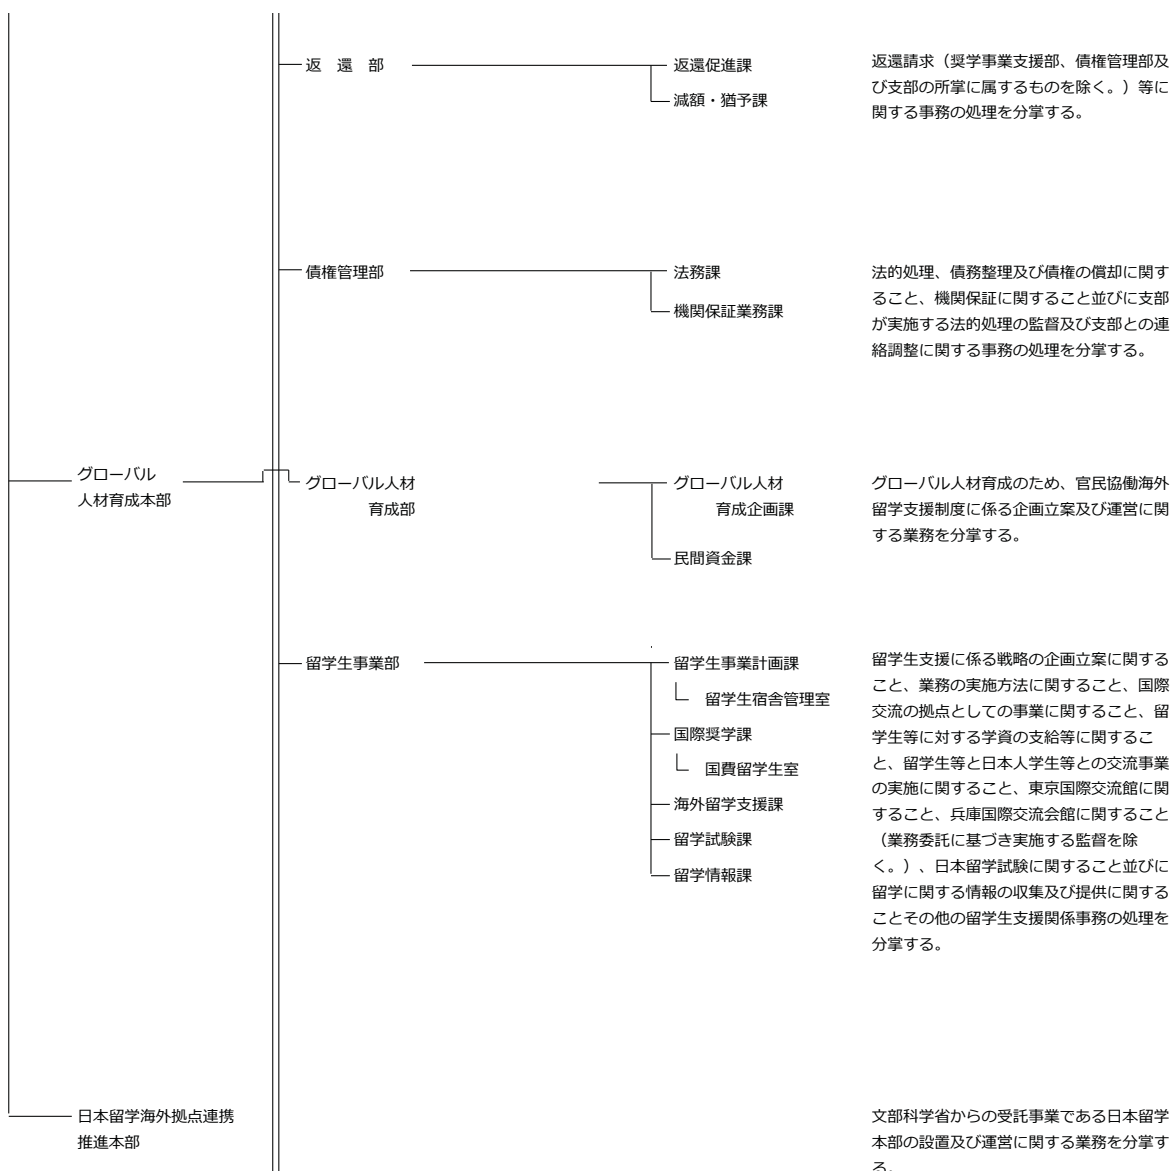 返　還　部
返還促進課
減額・猶予課
返還請求（奨学事業支援部、債権管理部及
び支部の所掌に属するものを除く。）等に
関する事務の処理を分掌する。
債権管理部
法務課
機関保証業務課
法的処理、債務整理及び債権の償却に関す
ること、機関保証に関すること並びに支部
が実施する法的処理の監督及び支部との連
絡調整に関する事務の処理を分掌する。
グローバル
人材育成本部
グローバル人材
育成部
グローバル人材
育成企画課
民間資金課
グローバル人材育成のため、官民協働海外
留学支援制度に係る企画立案及び運営に関
する業務を分掌する。
留学生事業部
留学生事業計画課
留学生宿舎管理室
国際奨学課
国費留学生室
海外留学支援課
留学試験課
留学情報課
留学生支援に係る戦略の企画立案に関する
こと、業務の実施方法に関すること、国際
交流の拠点としての事業に関すること、留
学生等に対する学資の支給等に関するこ
と、留学生等と日本人学生等との交流事業
の実施に関すること、東京国際交流館に関
すること、兵庫国際交流会館に関すること
（業務委託に基づき実施する監督を除
く。）、日本留学試験に関すること並びに
留学に関する情報の収集及び提供に関する
ことその他の留学生支援関係事務の処理を
分掌する。
日本留学海外拠点連携
推進本部
文部科学省からの受託事業である日本留学
本部の設置及び運営に関する業務を分掌す
る。